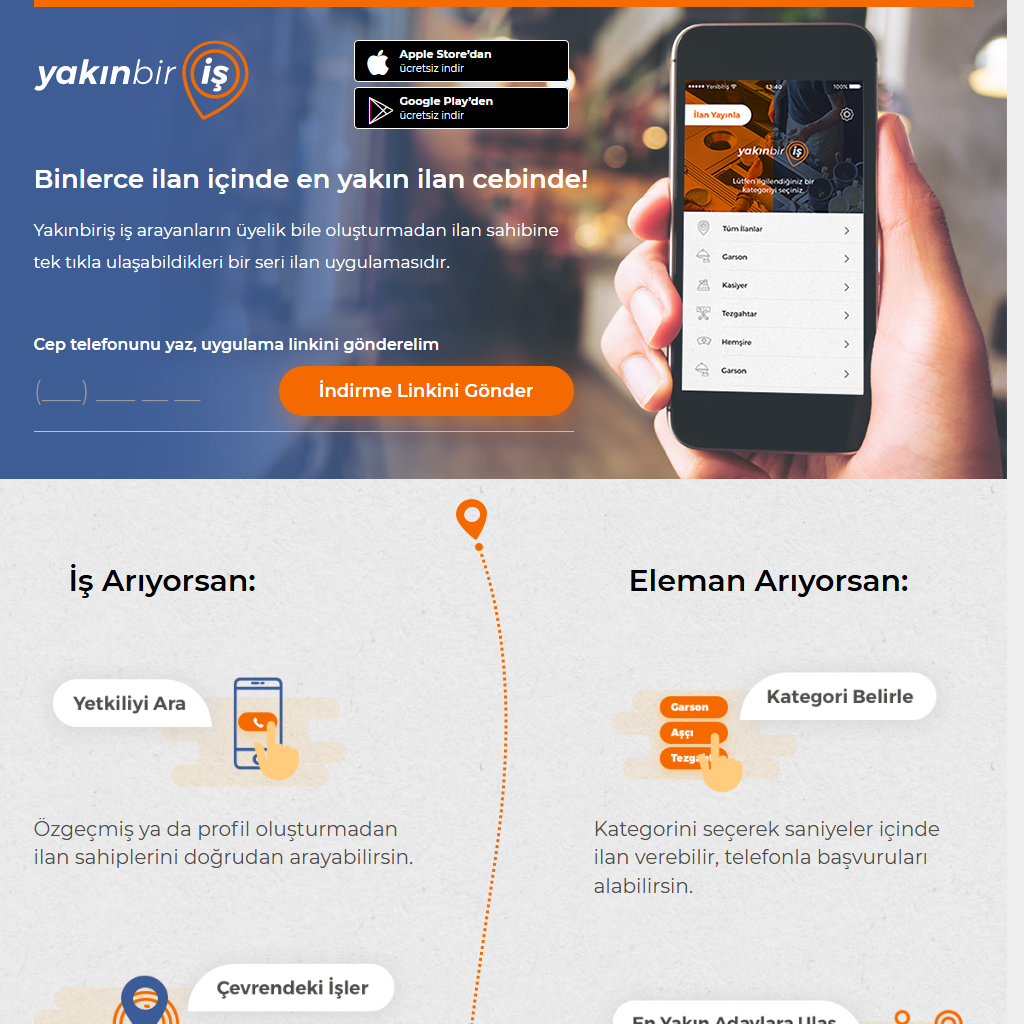 yakınbir iş
Apple Store'dan
ücretsiz indir
Google Play'den
ücretsiz indir
Binlerce ilan içinde en yakın ilan cebinde!
Yakınbiriş iş arayanların üyelik bile oluşturmadan ilan sahibine
tek tıkla ulaşabildikleri bir seri ilan uygulamasıdır.
Cep telefonunu yaz, uygulama linkini gönderelim
(___) ___ __ __
İndirme Linkini Gönder
13:40
100%
İlan Yayınla
yakınbir iş
Lütfen ilgilendiğiniz bir
kategoriyi seçiniz
Tüm İlanlar
Garson
Kasiyer
Tezgahtar
Hemşire
Garson
İş Arıyorsan:
Yetkiliyi Ara
Özgeçmiş ya da profil oluşturmadan
ilan sahiplerini doğrudan arayabilirsin.
Çevrendeki İşler
Eleman Arıyorsan:
Garson
Aşçı
Kategori Belirle
Kategorini seçerek saniyeler içinde
ilan verebilir, telefonla başvuruları
alabilirsin.
En Yakın Adaylara Ulaş